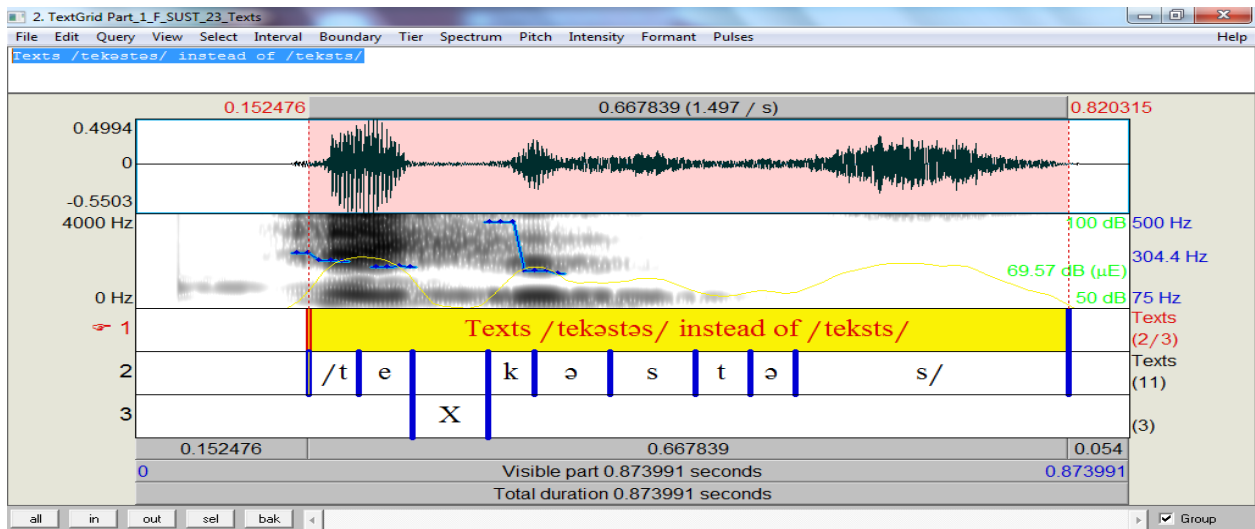 2. TextGrid Part_1_F_SUST_23_Texts
File Edit Query View Select Interval Boundary Tier Spectrum Pitch Intensity Formant Pulses Help
Texts /tekəstəs/ instead of /teksts/
0.152476 0.667839 (1.497 / s) 0.820315
0.4994
0
-0.5503
4000 Hz 100 dB 500 Hz
304.4 Hz
69.57 dB (µE)
0 Hz 50 dB 75 Hz
1 Texts /tekəstəs/ instead of /teksts/ Texts (2/3)
2 /t e k ə s t ə s/ Texts (11)
3 X (3)
0.152476 0.667839 0.054
0 Visible part 0.873991 seconds 0.873991
Total duration 0.873991 seconds
all in out sel bak Group